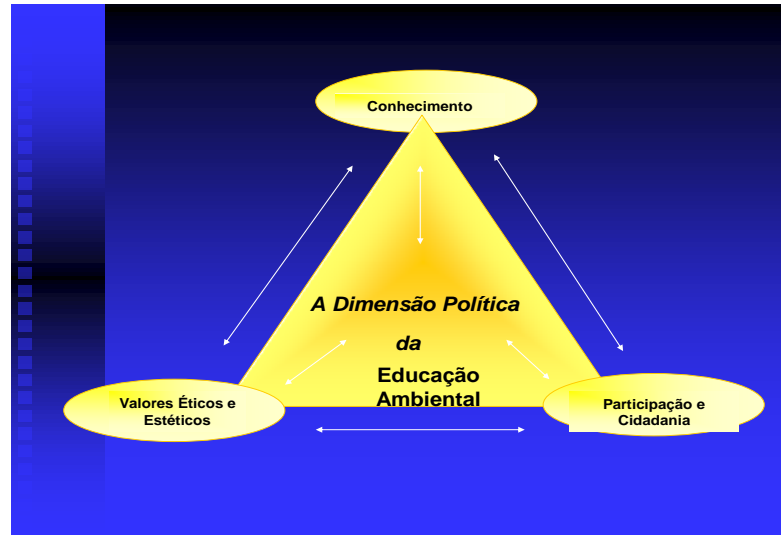 Conhecimento
A Dimensão Política
da
Educação
Ambiental
Valores Éticos e
Estéticos
Participação e
Cidadania